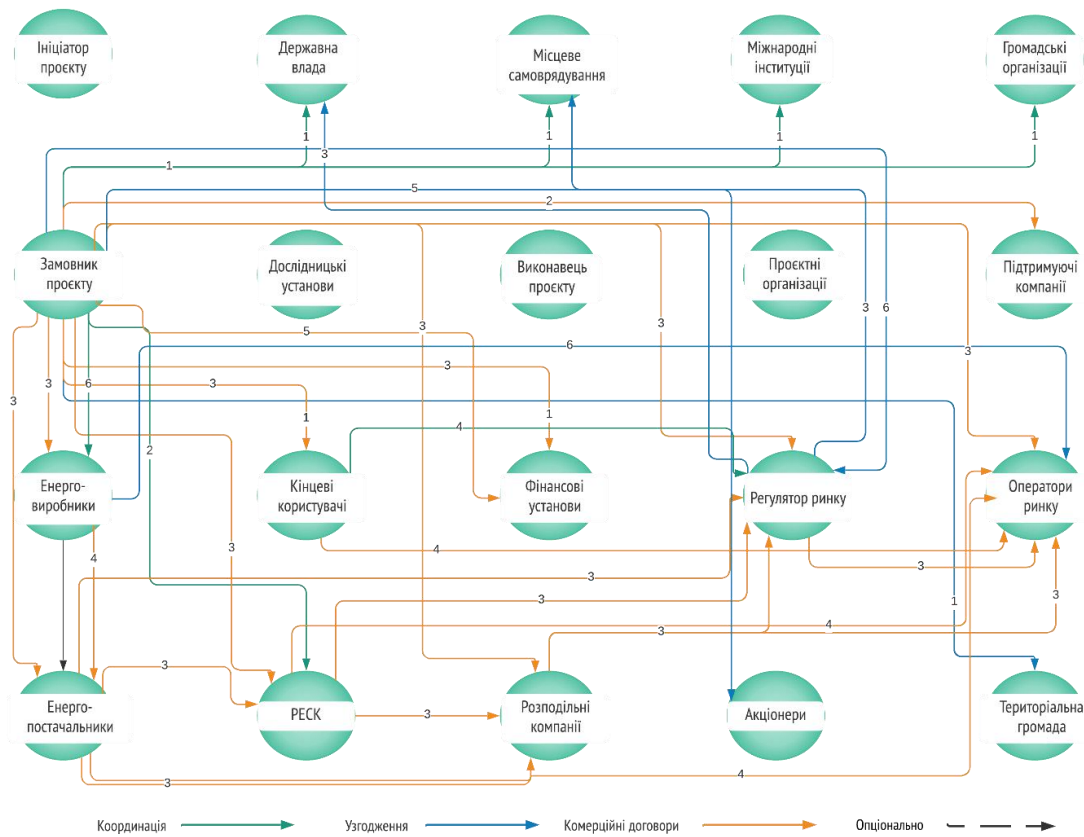 Ініціатор
проєкту
Державна
влада
Місцеве
самоврядування
Міжнародні
інституції
Громадські
організації
1
1
1
1
3
1
5
2
Замовник
проєкту
Дослідницькі
установи
Виконавець
проєкту
Проєктні
організації
Підтримуючі
компанії
3
6
5
3
3
3
6
3
3
6
3
3
1
1
2
4
Енерго-
виробники
Кінцеві
користувачі
Фінансові
установи
Регулятор ринку
Оператори
ринку
4
3
4
3
3
3
1
3
4
3
3
Енерго-
постачальники
РЕСК
3
Розподільні
компанії
Акціонери
Територіальна
громада
3
4
Координація
Узгодження
Комерційні договори
Опціонально